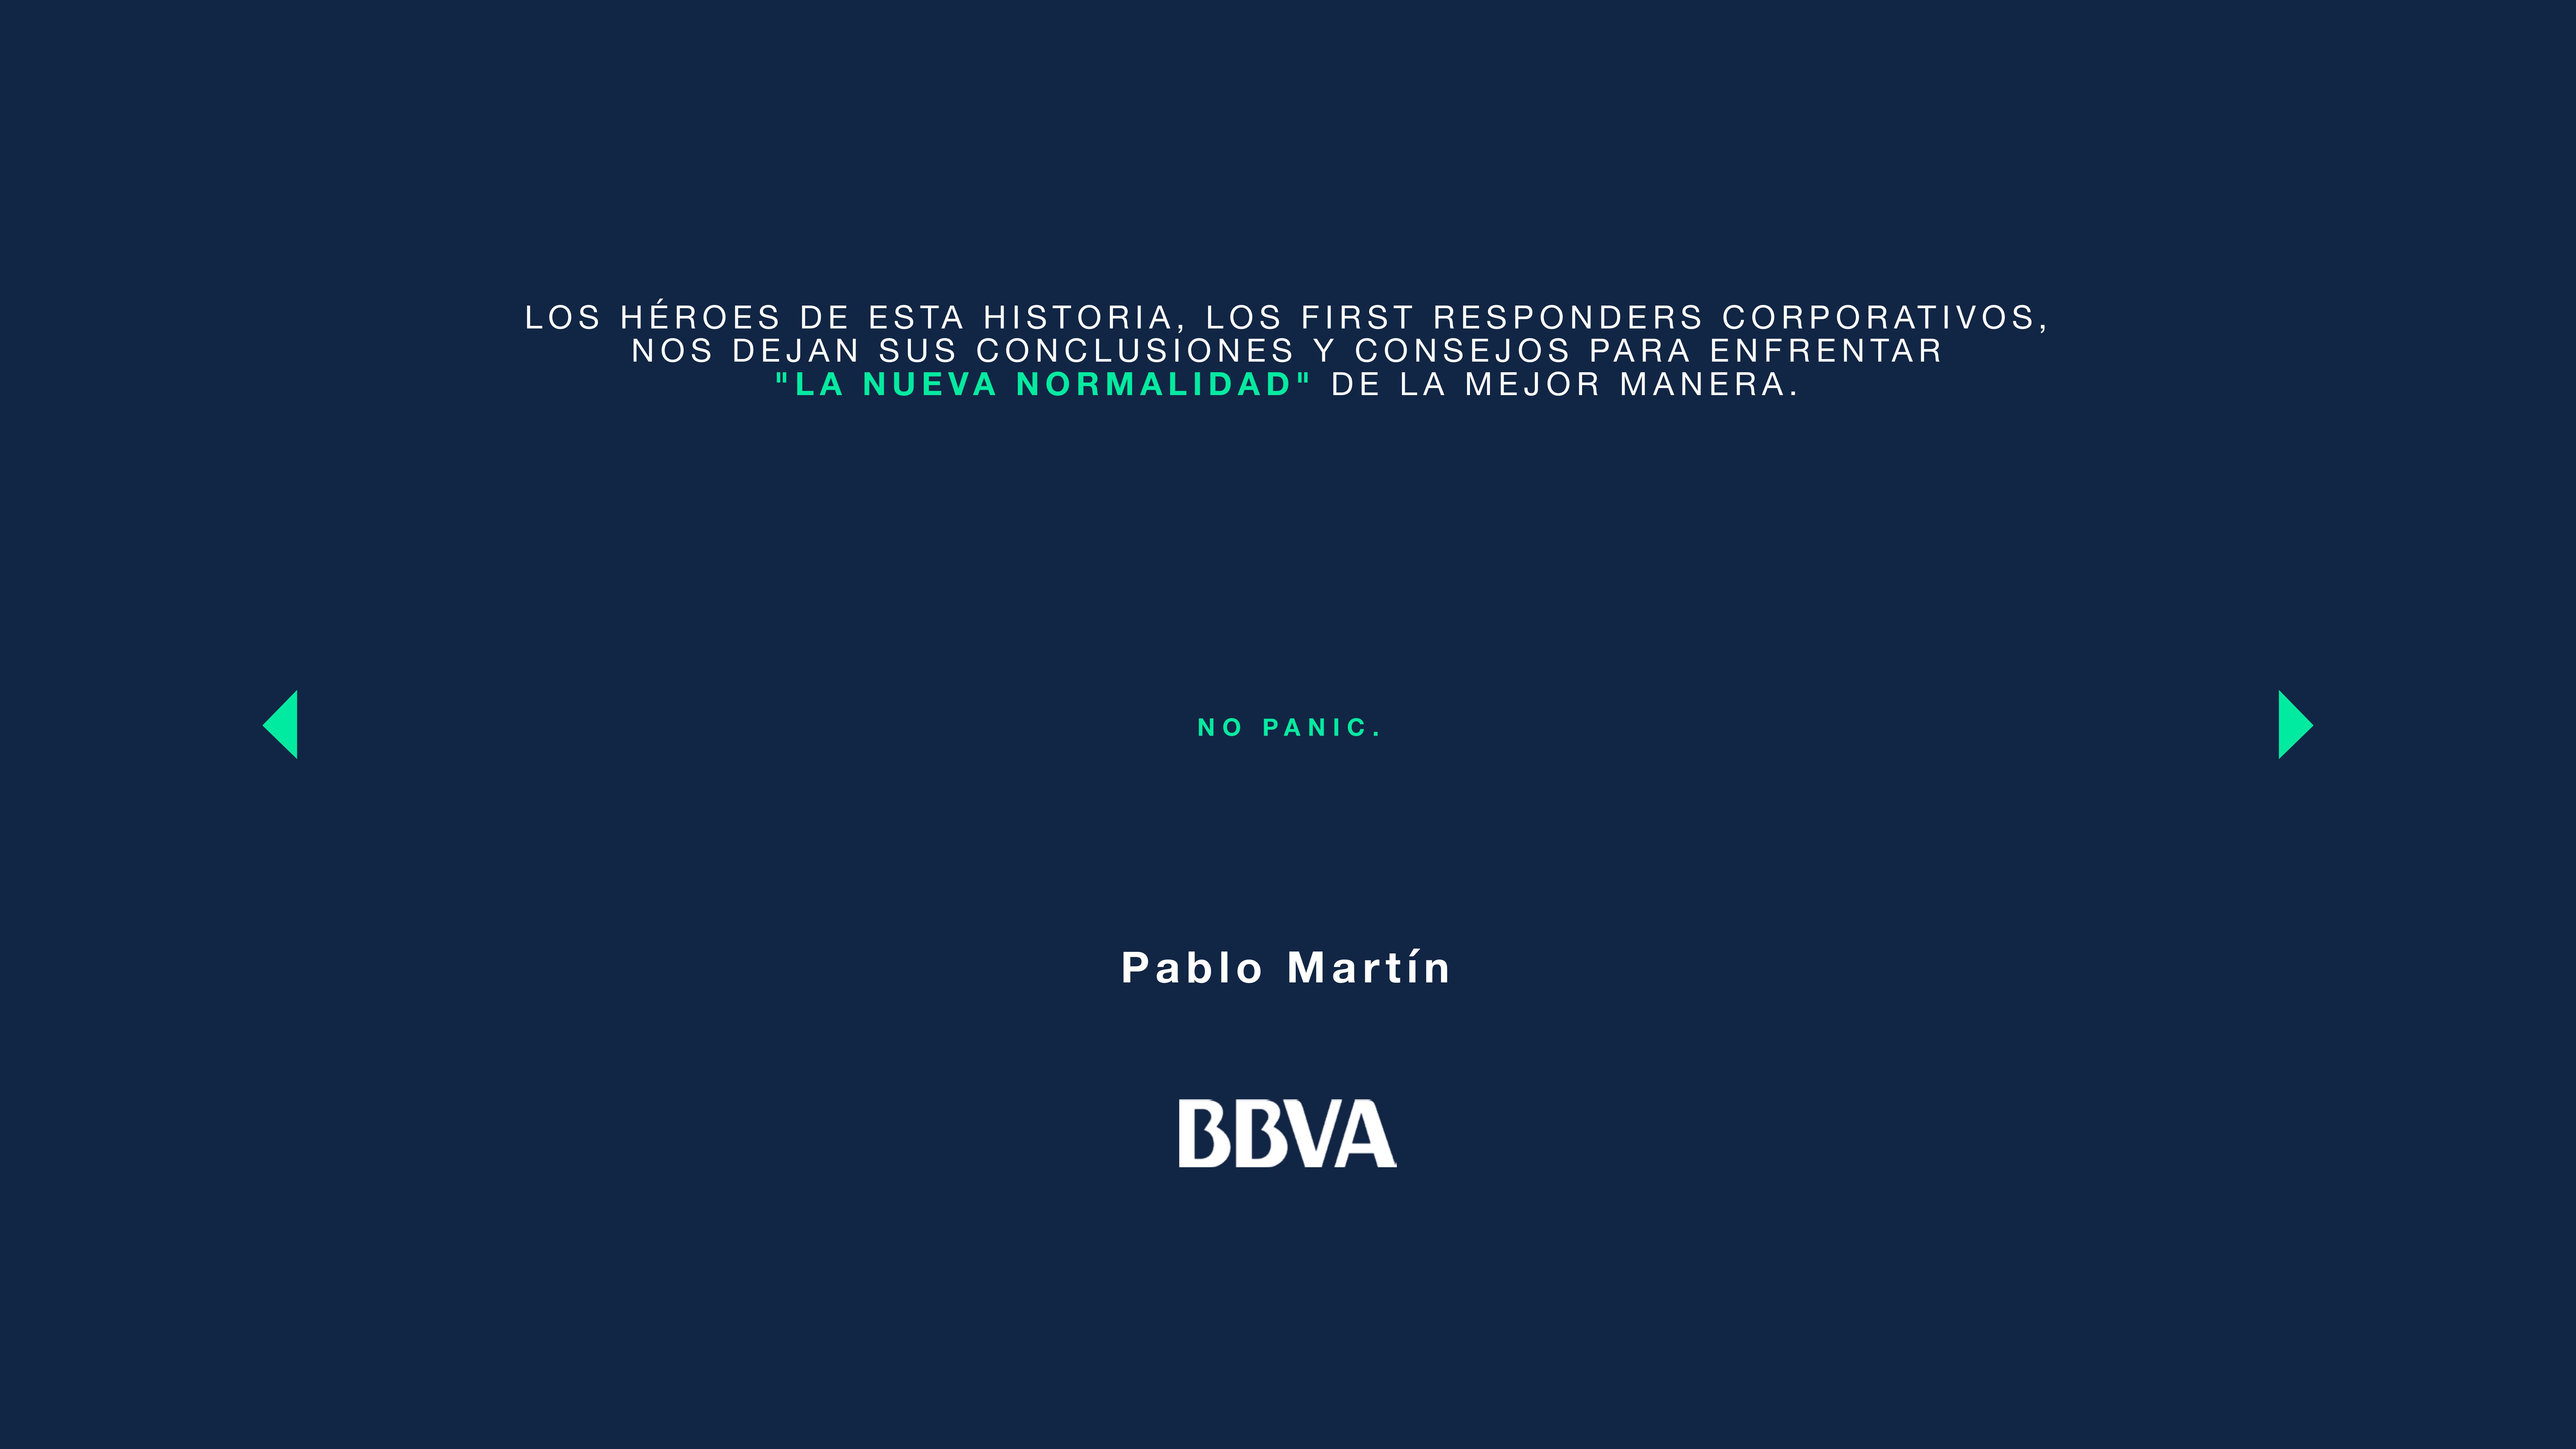 LOS HÉROES DE ESTA HISTORIA, LOS FIRST RESPONDERS CORPORATIVOS,
NOS DEJAN SUS CONCLUSIONES Y CONSEJOS PARA ENFRENTAR
"LA NUEVA NORMALIDAD" DE LA MEJOR MANERA.
NO PANIC.
Pablo Martín
BBVA